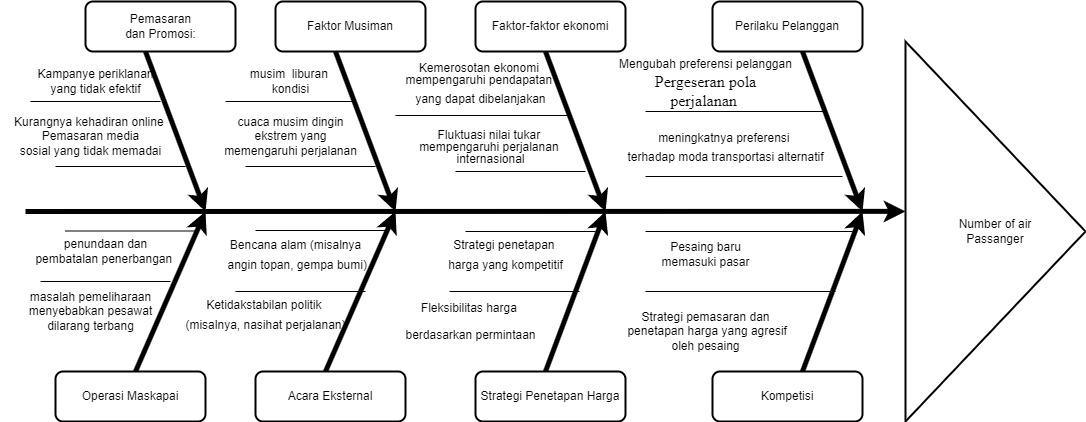 Pemasaran
dan Promosi:
Faktor Musiman
Faktor-faktor ekonomi
Perilaku Pelanggan
Kampanye periklanan
yang tidak efektif
Kurangnya kehadiran online
Pemasaran media
sosial yang tidak memadai
musim liburan
kondisi
cuaca musim dingin
ekstrem yang
memengaruhi perjalanan
Kemerosotan ekonomi
mempengaruhi pendapatan
yang dapat dibelanjakan
Fluktuasi nilai tukar
mempengaruhi perjalanan
internasional
Mengubah preferensi pelanggan
Pergeseran pola
perjalanan
meningkatnya preferensi
terhadap moda transportasi alternatif
Number of air
Passanger
penundaan dan
pembatalan penerbangan
masalah pemeliharaan
menyebabkan pesawat
dilarang terbang
Bencana alam (misalnya
angin topan, gempa bumi)
Ketidakstabilan politik
(misalnya, nasihat perjalanan)
Strategi penetapan
harga yang kompetitif
Fleksibilitas harga
berdasarkan permintaan
Pesaing baru
memasuki pasar
Strategi pemasaran dan
penetapan harga yang agresif
oleh pesaing
Operasi Maskapai
Acara Eksternal
Strategi Penetapan Harga
Kompetisi